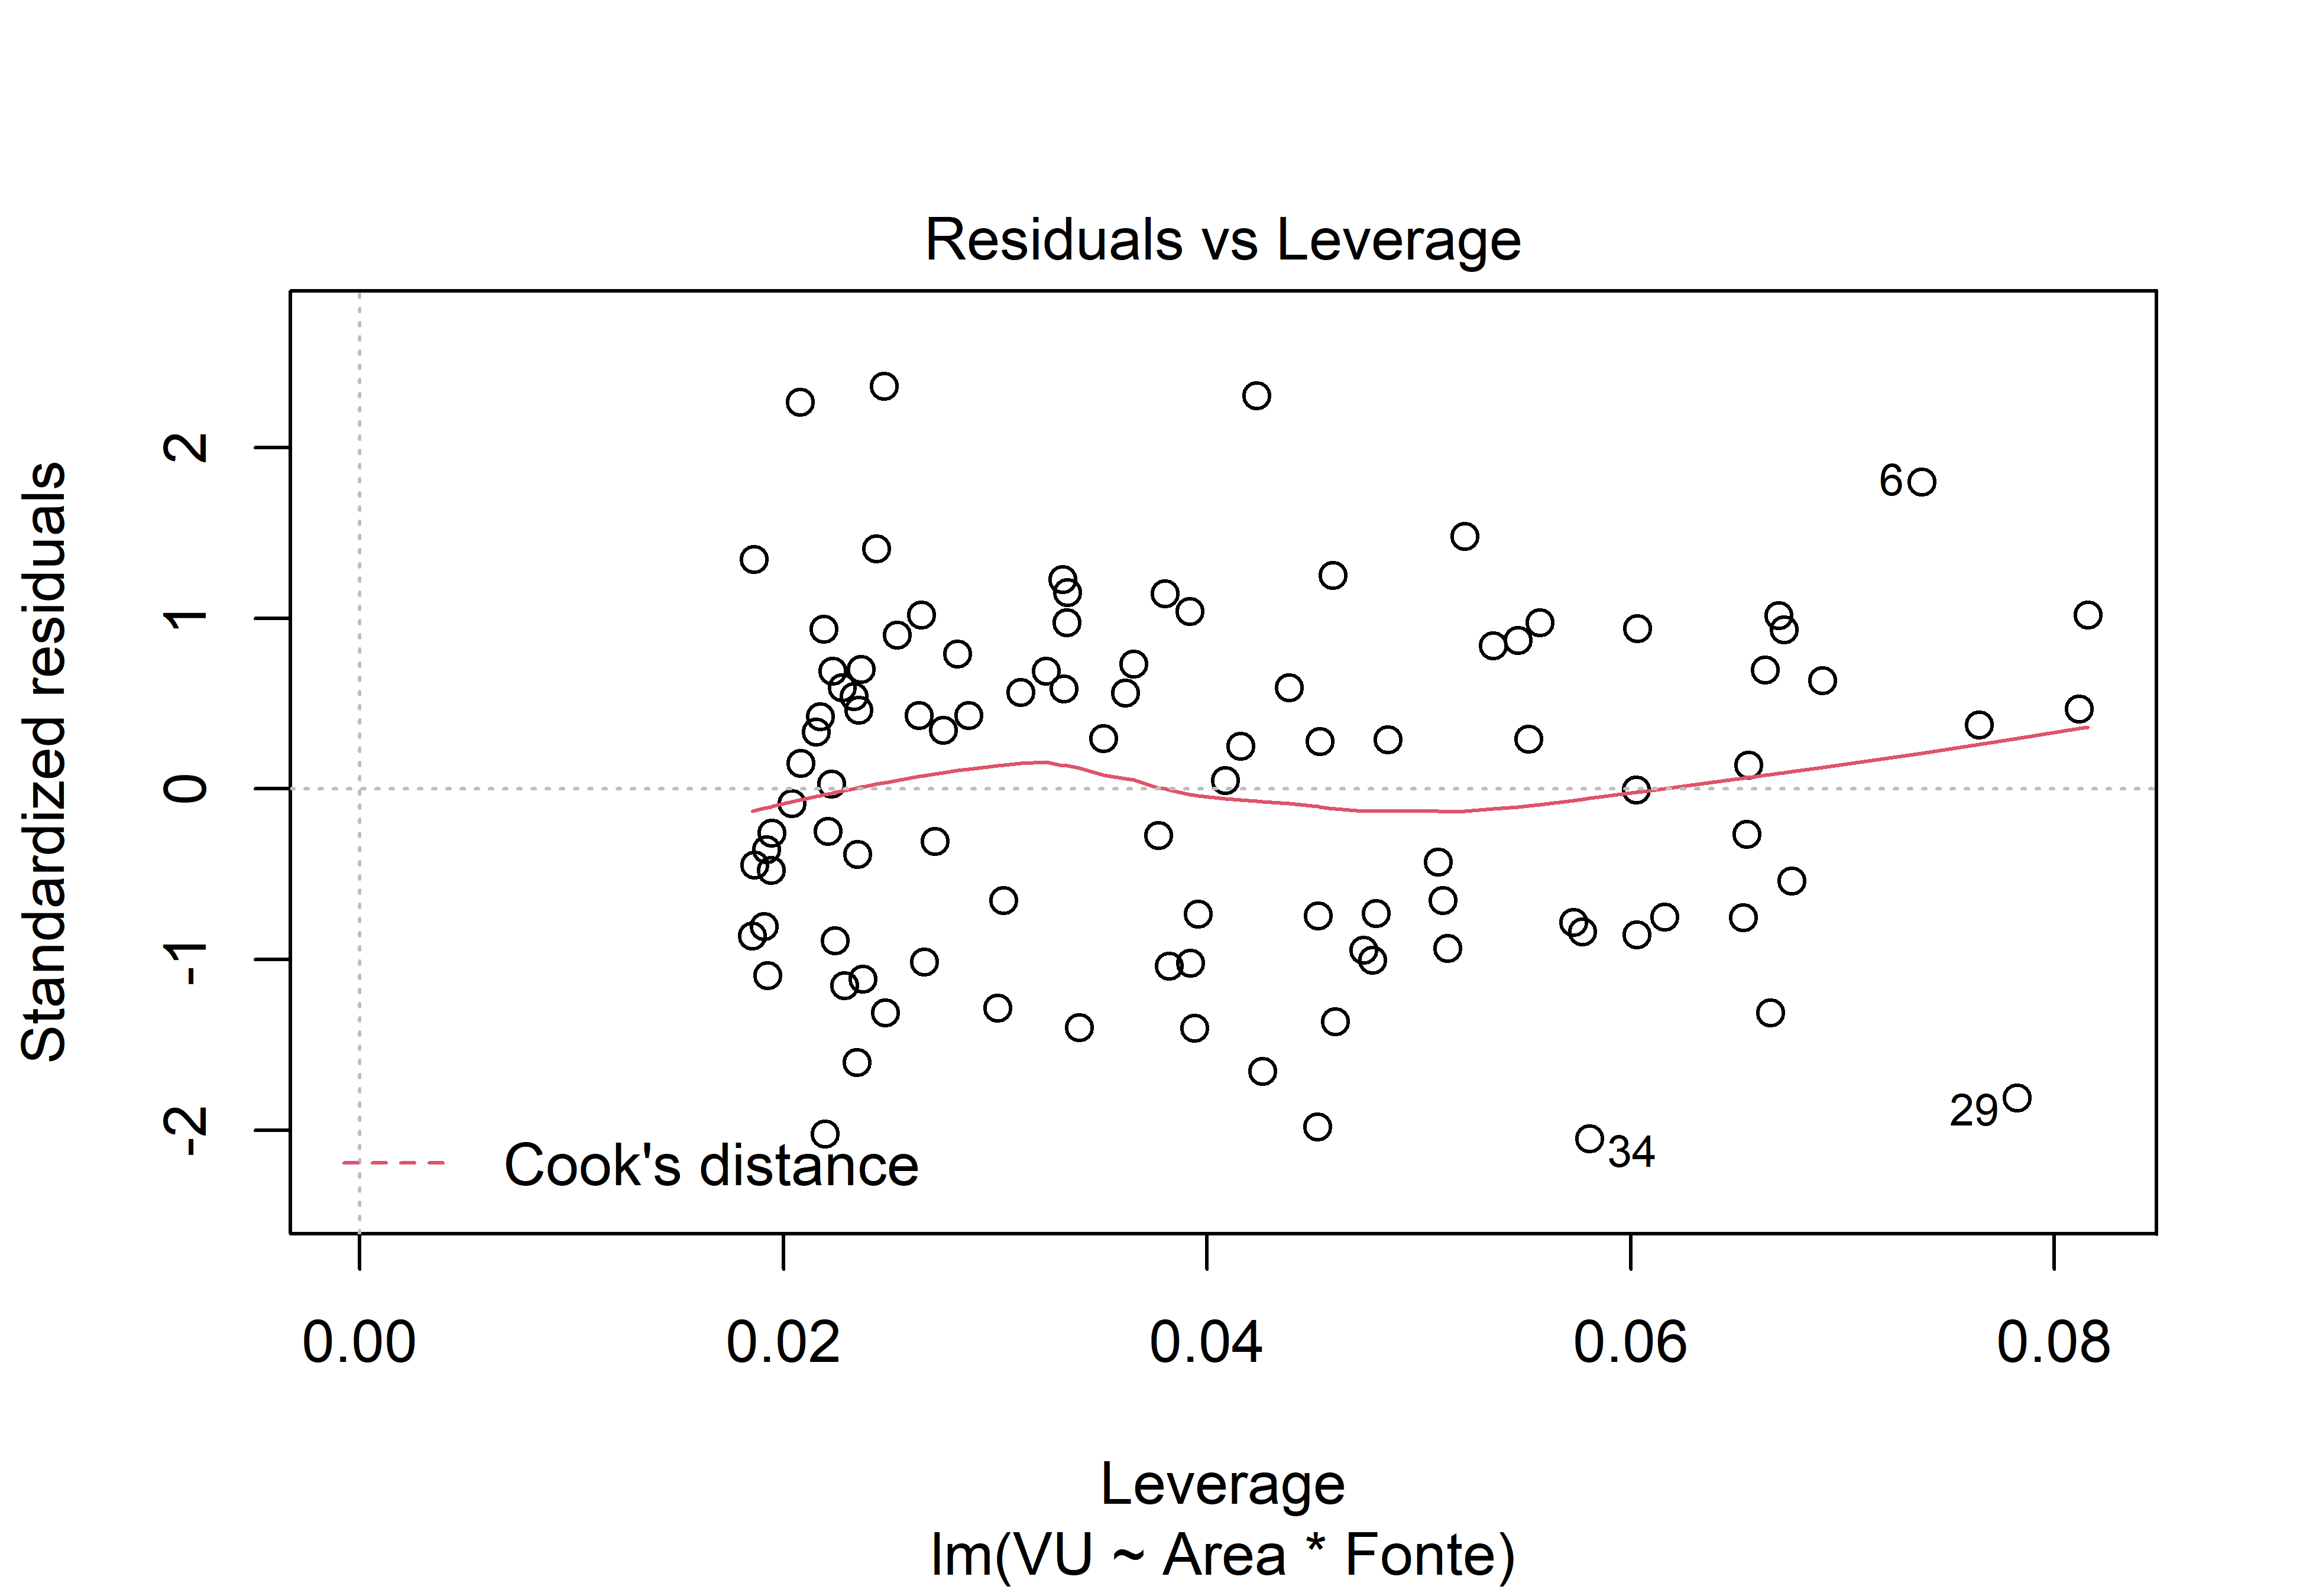 Residuals vs Leverage
Standardized residuals
2
1
0
-1
-2
6
29
34
Cook's distance
0.00 0.02 0.04 0.06 0.08
Leverage
lm(VU ~ Area * Fonte)